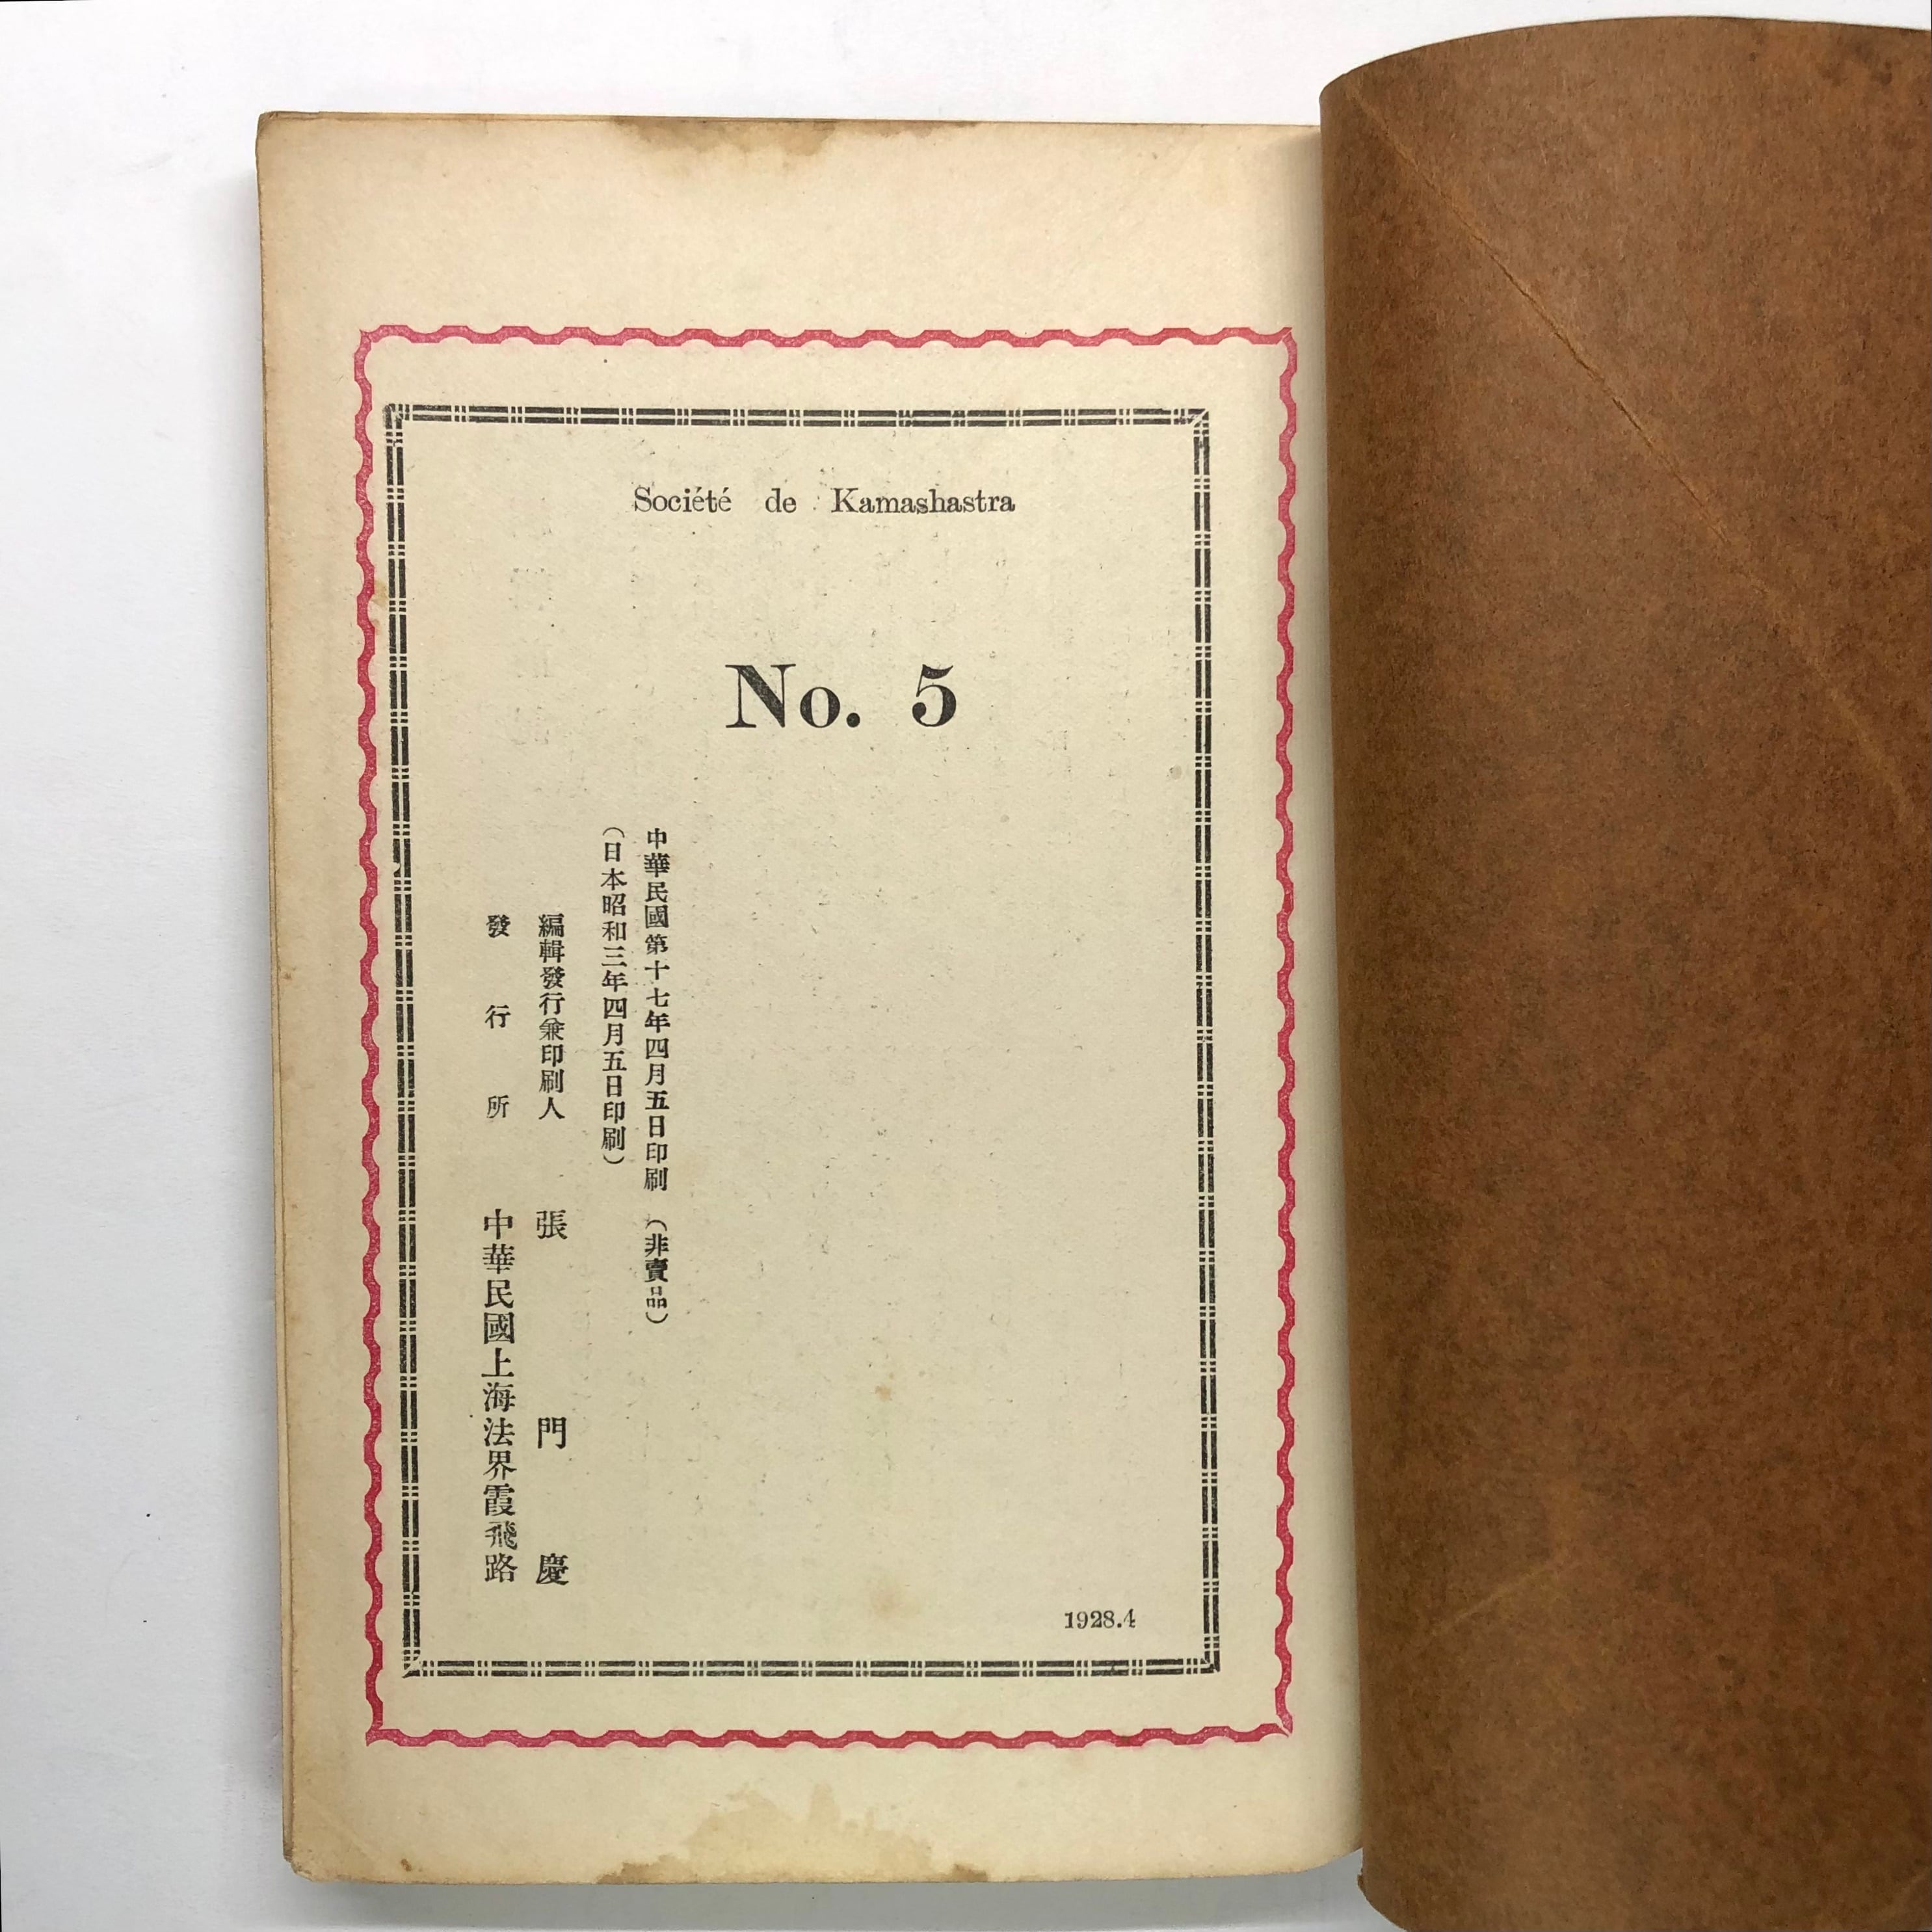 Société de Kamashastra
No. 5
中華民國第十七年四月五日印刷 （非賣品）
（日本昭和三年四月五日印刷）
編輯發行兼印刷人 張門慶
發行所 中華民國上海法界霞飛路
1928.4